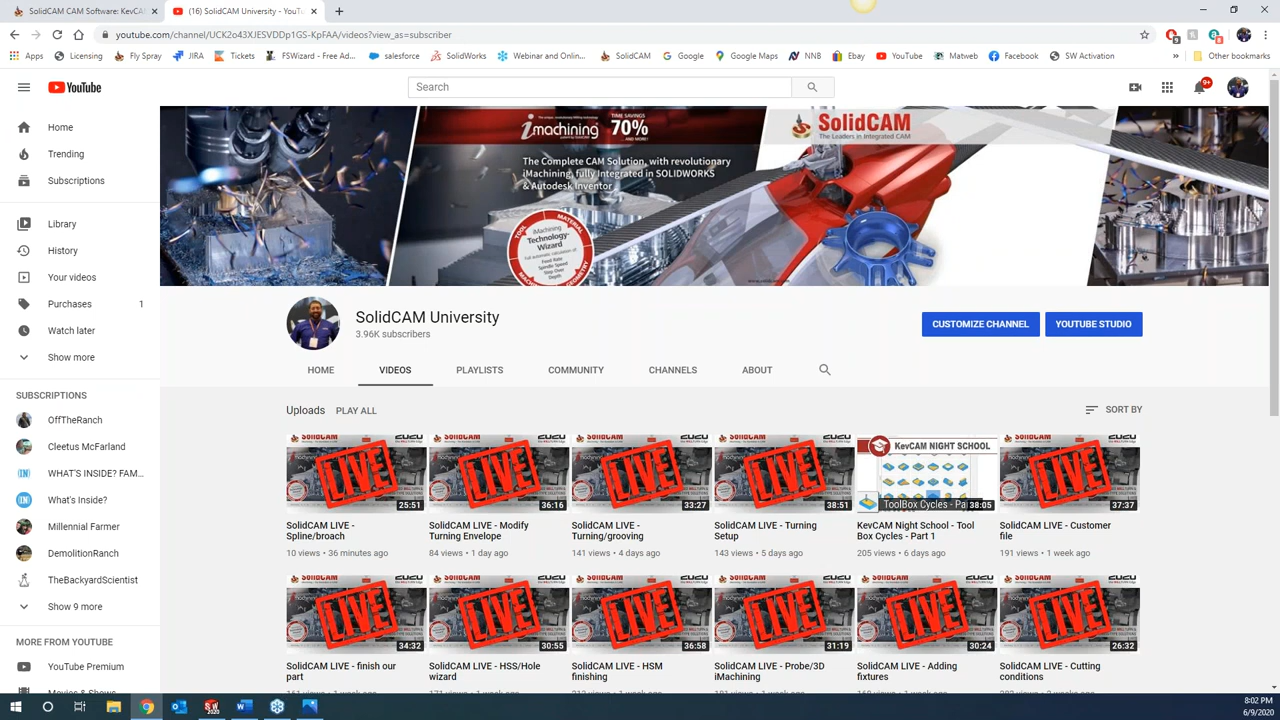 SolidCAM CAM Software: KevCAM
(16) SolidCAM University - YouTu
youtube.com/channel/UCK2o43XJESVDDp1GS-KpFAA/videos?view_as=subscriber
Apps
Licensing
Fly Spray
JIRA
Tickets
FSWizard - Free Ad...
salesforce
SolidWorks
Webinar and Onlin...
SolidCAM
Google
Google Maps
NNB
Ebay
YouTube
Matweb
Facebook
SW Activation
»
Other bookmarks
YouTube
Search
9+
Home
Trending
Subscriptions
Library
History
Your videos
Purchases 1
Watch later
Show more
SUBSCRIPTIONS
OffTheRanch
Cleetus McFarland
WHAT'S INSIDE? FAM...
What's Inside?
Millennial Farmer
DemolitionRanch
TheBackyardScientist
Show 9 more
MORE FROM YOUTUBE
YouTube Premium
Movies & Shows
iMachining
TIME SAVINGS
70%
...AND MORE!
SolidCAM
The Leaders in Integrated CAM
The Complete CAM Solution, with revolutionary
iMachining, fully Integrated in SOLIDWORKS
& Autodesk Inventor
iMachining
Technology
Wizard
SolidCAM University
3.96K subscribers
CUSTOMIZE CHANNEL
YOUTUBE STUDIO
HOME
VIDEOS
PLAYLISTS
COMMUNITY
CHANNELS
ABOUT
Uploads
PLAY ALL
SORT BY
LIVE
25:51
SolidCAM LIVE -
Spline/broach
10 views • 36 minutes ago
LIVE
36:16
SolidCAM LIVE - Modify
Turning Envelope
84 views • 1 day ago
LIVE
33:27
SolidCAM LIVE -
Turning/grooving
141 views • 4 days ago
LIVE
38:51
SolidCAM LIVE - Turning
Setup
143 views • 5 days ago
KevCAM NIGHT SCHOOL
ToolBox Cycles - Pa
38:05
KevCAM Night School - Tool
Box Cycles - Part 1
205 views • 6 days ago
LIVE
37:37
SolidCAM LIVE - Customer
file
191 views • 1 week ago
LIVE
34:32
SolidCAM LIVE - finish our
part
LIVE
30:55
SolidCAM LIVE - HSS/Hole
wizard
LIVE
36:58
SolidCAM LIVE - HSM
finishing
LIVE
31:19
SolidCAM LIVE - Probe/3D
iMachining
LIVE
30:24
SolidCAM LIVE - Adding
fixtures
LIVE
26:32
SolidCAM LIVE - Cutting
conditions
8:02 PM
6/9/2020